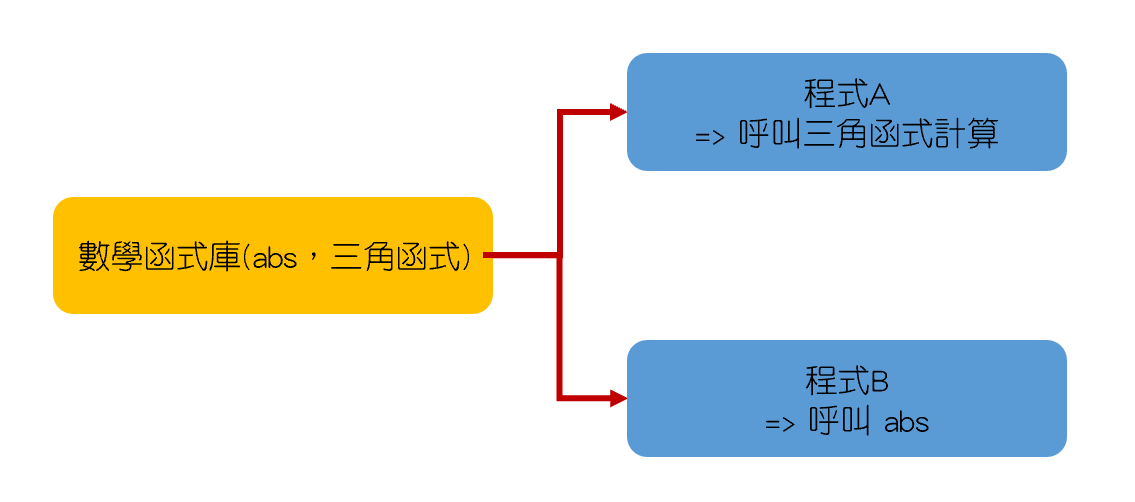 程式A
=> 呼叫三角函式計算
數學函式庫(abs，三角函式)
程式B
=> 呼叫 abs